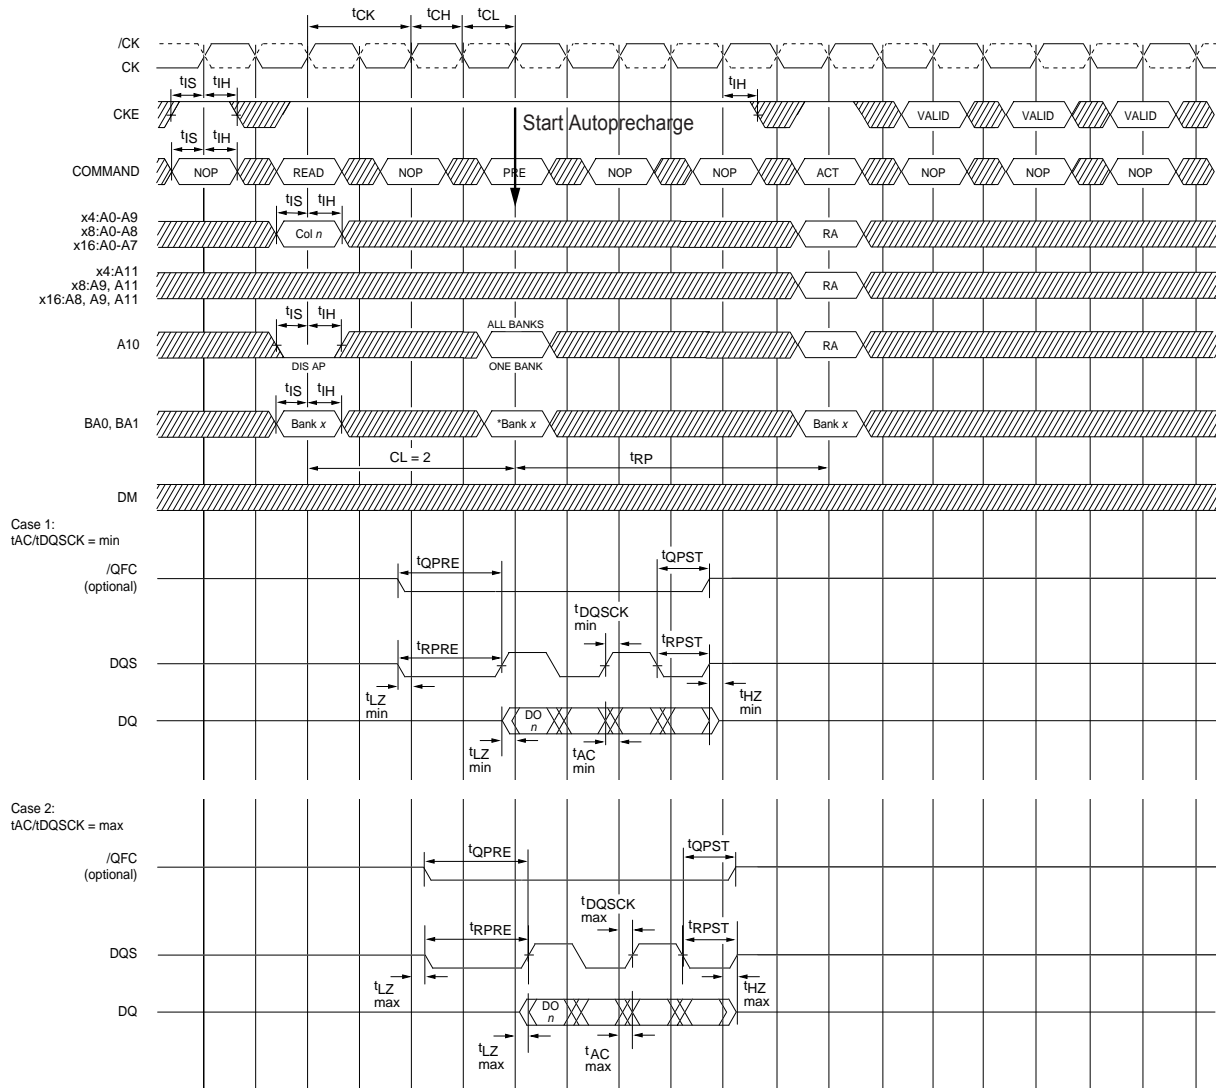 tCK tCH tCL
/CK
CK
tIS tIH tIH
CKE VALID VALID VALID
Start Autoprecharge
tIS tIH
COMMAND NOP READ NOP PRE NOP NOP ACT NOP NOP NOP
tIS tIH
x4:A0-A9
x8:A0-A8
x16:A0-A7
Col n RA
x4:A11
x8:A9, A11
x16:A8, A9, A11
RA
tIS tIH ALL BANKS
A10 RA
DIS AP ONE BANK
tIS tIH
BA0, BA1 Bank x *Bank x Bank x
CL = 2 tRP
DM
Case 1:
tAC/tDQSCK = min
tQPRE tQPST
/QFC
(optional)
tDQSCK
min
tRPRE tRPST
DQS
tLZ
min
tHZ
min
DQ DO
n
tLZ
min
tAC
min
Case 2:
tAC/tDQSCK = max
tQPRE tQPST
/QFC
(optional)
tDQSCK
max
tRPRE tRPST
DQS
tLZ
max
tHZ
max
DQ DO
n
tLZ
max
tAC
max